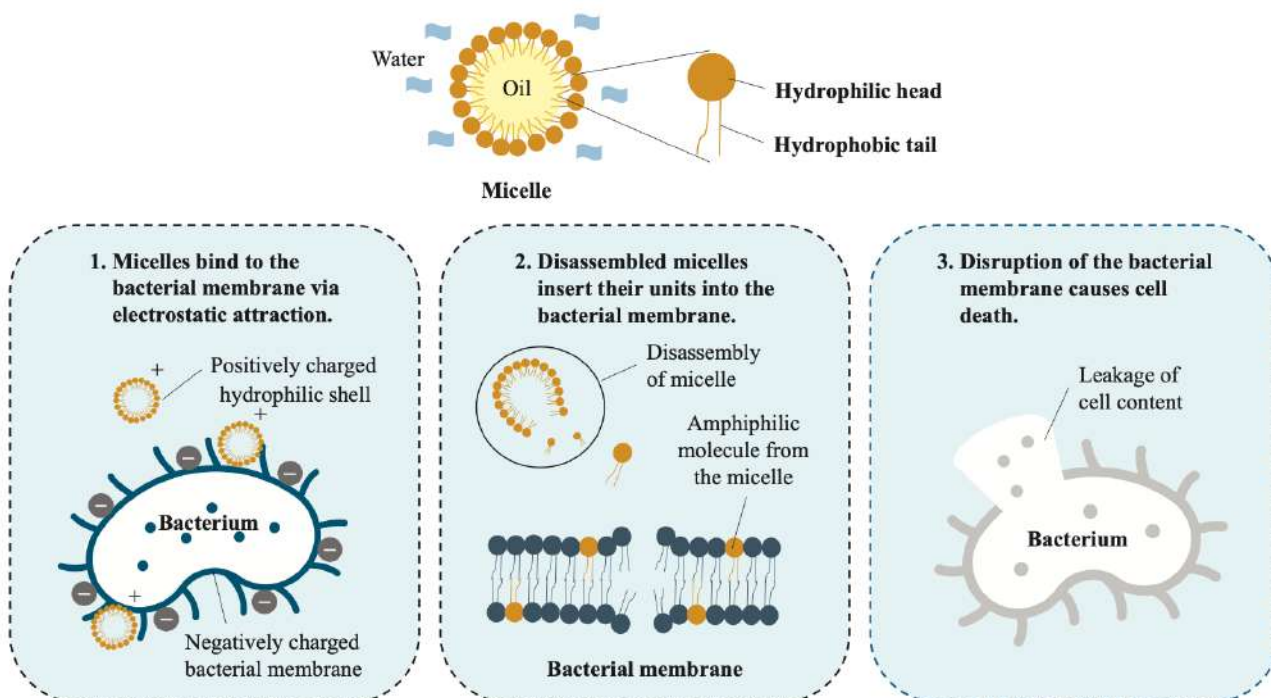 Water
Oil
Hydrophilic head
Hydrophobic tail
Micelle
1. Micelles bind to the
bacterial membrane via
electrostatic attraction.
+
Positively charged
hydrophilic shell
+
−
−
−
Bacterium
−
−
+
−
−
Negatively charged
bacterial membrane
2. Disassembled micelles
insert their units into the
bacterial membrane.
Disassembly
of micelle
Amphiphilic
molecule from
the micelle
Bacterial membrane
3. Disruption of the bacterial
membrane causes cell
death.
Leakage of
cell content
Bacterium